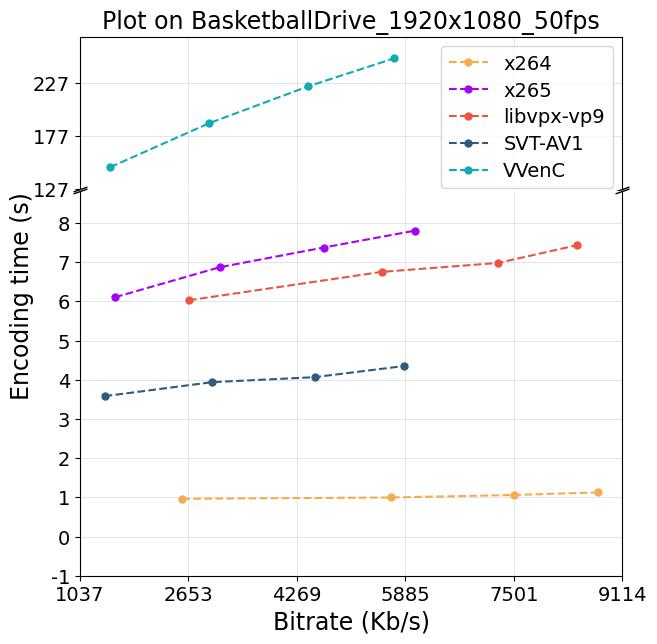 Plot on BasketballDrive_1920x1080_50fps
x264
x265
libvpx-vp9
SVT-AV1
VVenC
227
177
127
8
7
6
5
4
3
2
1
0
-1
Encoding time (s)
1037 2653 4269 5885 7501 9114
Bitrate (Kb/s)